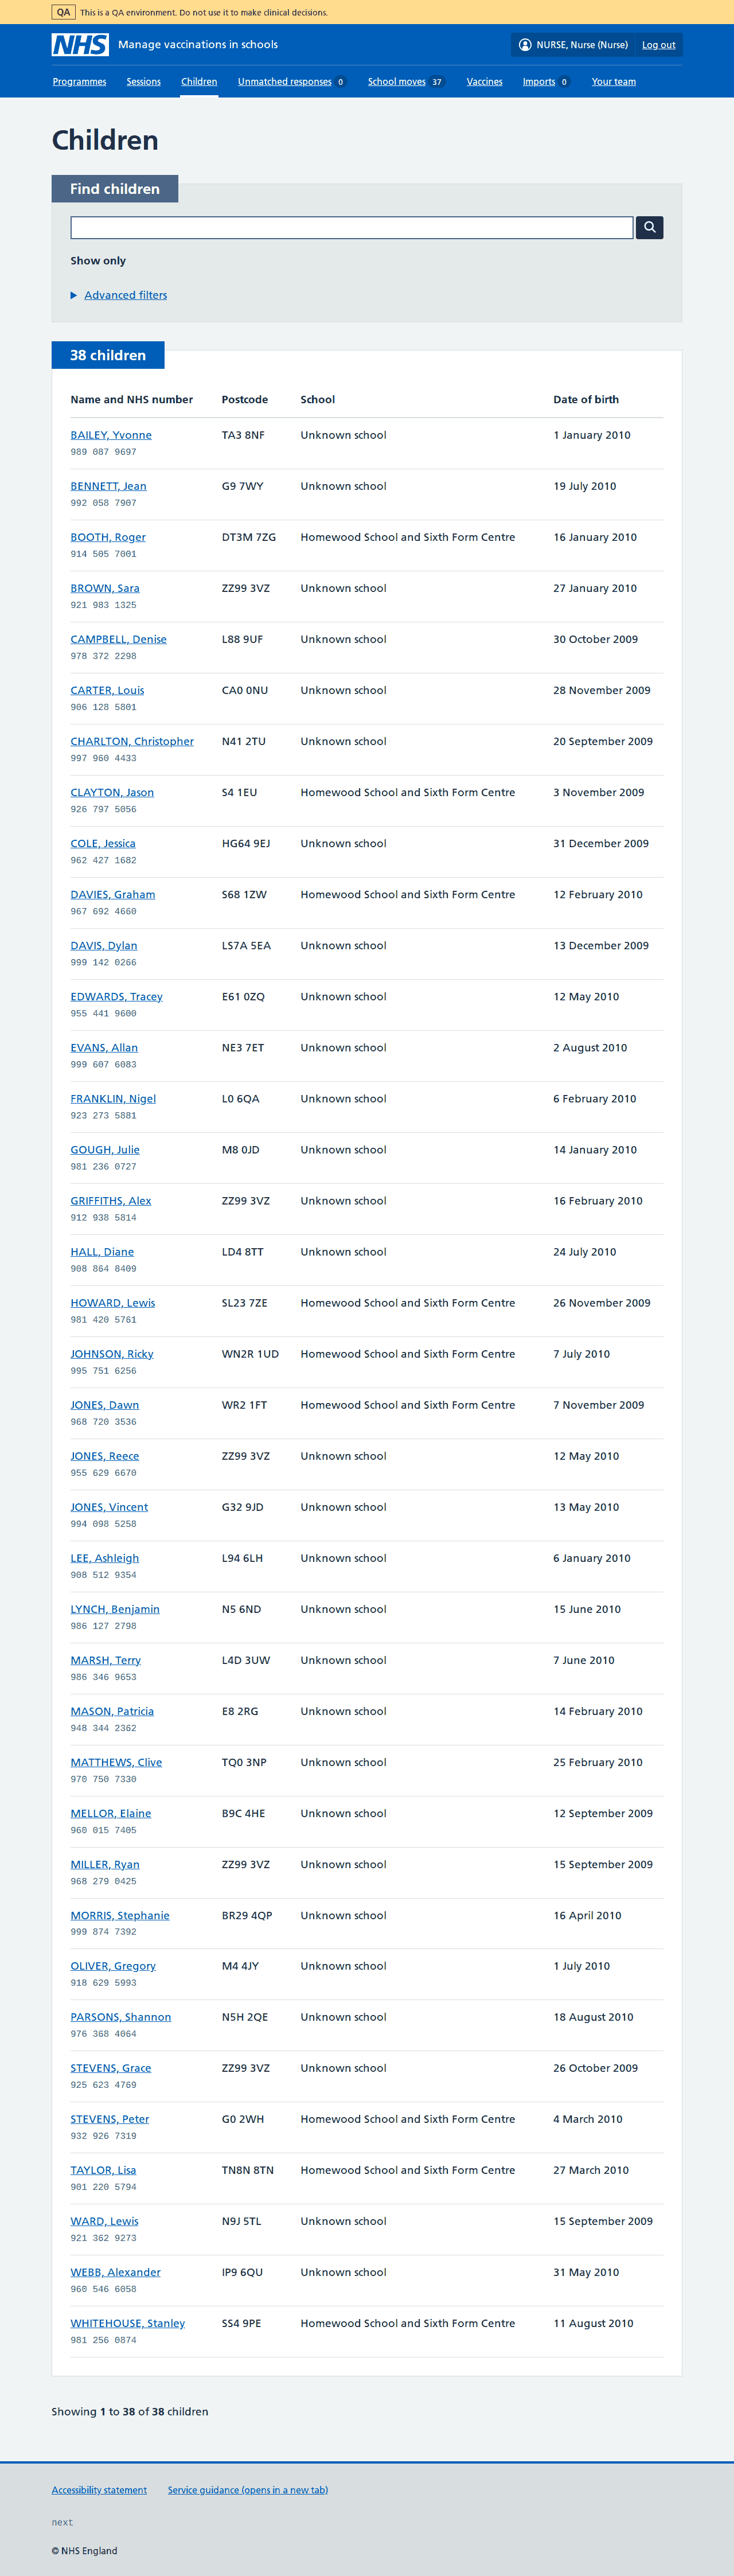 QA This is a QA environment. Do not use it to make clinical decisions.
NHS Manage vaccinations in schools NURSE, Nurse (Nurse) Log out
Programmes Sessions Children Unmatched responses 0 School moves 37 Vaccines Imports 0 Your team
Children
Find children
Show only
Advanced filters
38 children
Name and NHS number Postcode School Date of birth
BAILEY, Yvonne TA3 8NF Unknown school 1 January 2010
989 087 9697
BENNETT, Jean G9 7WY Unknown school 19 July 2010
992 058 7907
BOOTH, Roger DT3M 7ZG Homewood School and Sixth Form Centre 16 January 2010
914 505 7001
BROWN, Sara ZZ99 3VZ Unknown school 27 January 2010
921 983 1325
CAMPBELL, Denise L88 9UF Unknown school 30 October 2009
978 372 2298
CARTER, Louis CA0 0NU Unknown school 28 November 2009
906 128 5801
CHARLTON, Christopher N41 2TU Unknown school 20 September 2009
997 960 4433
CLAYTON, Jason S4 1EU Homewood School and Sixth Form Centre 3 November 2009
926 797 5056
COLE, Jessica HG64 9EJ Unknown school 31 December 2009
962 427 1682
DAVIES, Graham S68 1ZW Homewood School and Sixth Form Centre 12 February 2010
967 692 4660
DAVIS, Dylan LS7A 5EA Unknown school 13 December 2009
999 142 0266
EDWARDS, Tracey E61 0ZQ Unknown school 12 May 2010
955 441 9600
EVANS, Allan NE3 7ET Unknown school 2 August 2010
999 607 6083
FRANKLIN, Nigel L0 6QA Unknown school 6 February 2010
923 273 5881
GOUGH, Julie M8 0JD Unknown school 14 January 2010
981 236 0727
GRIFFITHS, Alex ZZ99 3VZ Unknown school 16 February 2010
912 938 5814
HALL, Diane LD4 8TT Unknown school 24 July 2010
908 864 8409
HOWARD, Lewis SL23 7ZE Homewood School and Sixth Form Centre 26 November 2009
981 420 5761
JOHNSON, Ricky WN2R 1UD Homewood School and Sixth Form Centre 7 July 2010
995 751 6256
JONES, Dawn WR2 1FT Homewood School and Sixth Form Centre 7 November 2009
968 720 3536
JONES, Reece ZZ99 3VZ Unknown school 12 May 2010
955 629 6670
JONES, Vincent G32 9JD Unknown school 13 May 2010
994 098 5258
LEE, Ashleigh L94 6LH Unknown school 6 January 2010
908 512 9354
LYNCH, Benjamin N5 6ND Unknown school 15 June 2010
986 127 2798
MARSH, Terry L4D 3UW Unknown school 7 June 2010
986 346 9653
MASON, Patricia E8 2RG Unknown school 14 February 2010
948 344 2362
MATTHEWS, Clive TQ0 3NP Unknown school 25 February 2010
970 750 7330
MELLOR, Elaine B9C 4HE Unknown school 12 September 2009
960 015 7405
MILLER, Ryan ZZ99 3VZ Unknown school 15 September 2009
968 279 0425
MORRIS, Stephanie BR29 4QP Unknown school 16 April 2010
999 874 7392
OLIVER, Gregory M4 4JY Unknown school 1 July 2010
918 629 5993
PARSONS, Shannon N5H 2QE Unknown school 18 August 2010
976 368 4064
STEVENS, Grace ZZ99 3VZ Unknown school 26 October 2009
925 623 4769
STEVENS, Peter G0 2WH Homewood School and Sixth Form Centre 4 March 2010
932 926 7319
TAYLOR, Lisa TN8N 8TN Homewood School and Sixth Form Centre 27 March 2010
901 220 5794
WARD, Lewis N9J 5TL Unknown school 15 September 2009
921 362 9273
WEBB, Alexander IP9 6QU Unknown school 31 May 2010
960 546 6058
WHITEHOUSE, Stanley SS4 9PE Homewood School and Sixth Form Centre 11 August 2010
981 256 0874
Showing 1 to 38 of 38 children
Accessibility statement Service guidance (opens in a new tab)
next
© NHS England